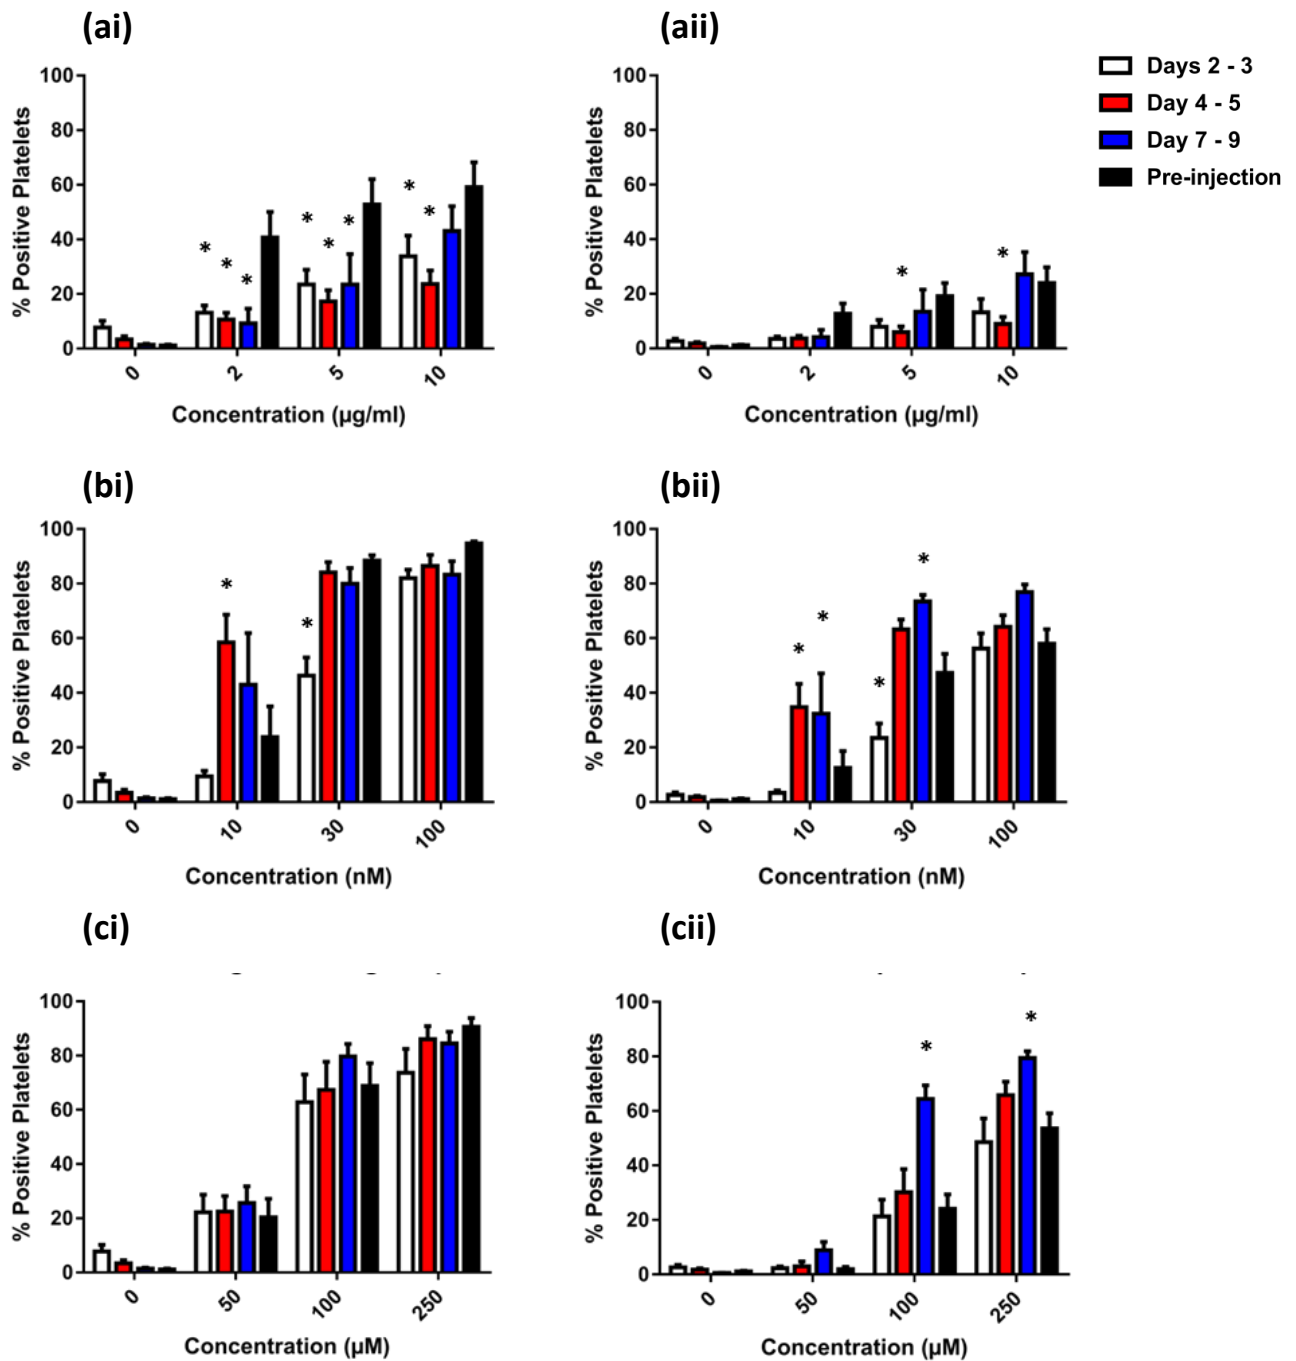 (ai)
(aii)
Days 2 - 3
Day 4 - 5
Day 7 - 9
Pre-injection
% Positive Platelets
100
80
60
40
20
0
* * * * * * * *
0 2 5 10
Concentration (µg/ml)
% Positive Platelets
100
80
60
40
20
0
* *
0 2 5 10
Concentration (µg/ml)
(bi)
(bii)
% Positive Platelets
100
80
60
40
20
0
* *
0 10 30 100
Concentration (nM)
% Positive Platelets
100
80
60
40
20
0
* * * *
0 10 30 100
Concentration (nM)
(ci)
(cii)
% Positive Platelets
100
80
60
40
20
0
0 50 100 250
Concentration (µM)
% Positive Platelets
100
80
60
40
20
0
* *
0 50 100 250
Concentration (µM)